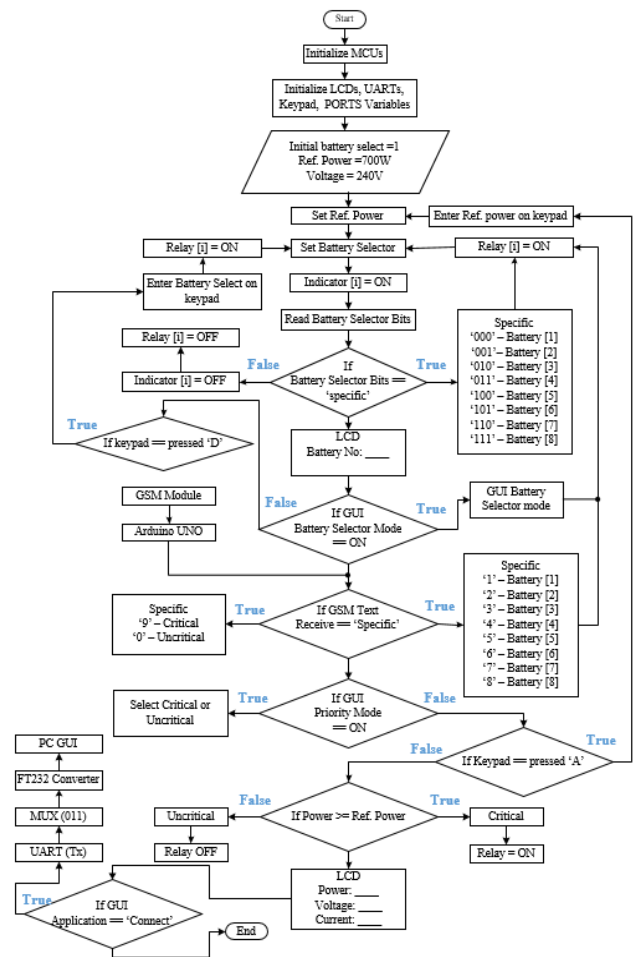 Start
Initialize MCUs
Initialize LCDs, UARTs,
Keypad, PORTS Variables
Initial battery select =1
Ref. Power =700W
Voltage = 240V
Set Ref. Power
Enter Ref. power on keypad
Relay [i] = ON
Set Battery Selector
Relay [i] = ON
Enter Battery Select on
keypad
Indicator [i] = ON
Read Battery Selector Bits
Relay [i] = OFF
Indicator [i] = OFF
False
If
Battery Selector Bits ==
‘specific’
True
Specific
‘000’ – Battery [1]
‘001’ – Battery [2]
‘010’ – Battery [3]
‘011’ – Battery [4]
‘100’ – Battery [5]
‘101’ – Battery [6]
‘110’ – Battery [7]
‘111’ – Battery [8]
True
If keypad == pressed ‘D’
LCD
Battery No: ____
GSM Module
Arduino UNO
False
If GUI
Battery Selector Mode
== ON
True
GUI Battery
Selector mode
Specific
‘9’ – Critical
‘0’ – Uncritical
True
If GSM Text
Receive == ‘Specific’
True
Specific
‘1’ – Battery [1]
‘2’ – Battery [2]
‘3’ – Battery [3]
‘4’ – Battery [4]
‘5’ – Battery [5]
‘6’ – Battery [6]
‘7’ – Battery [7]
‘8’ – Battery [8]
Select Critical or
Uncritical
True
If GUI
Priority Mode
== ON
False
False
If Keypad == pressed ‘A’
True
PC GUI
FT232 Converter
MUX (011)
UART (Tx)
Uncritical
Relay OFF
False
If Power >= Ref. Power
True
Critical
Relay = ON
LCD
Power: ____
Voltage: ____
Current: ____
True
If GUI
Application == ‘Connect’
End